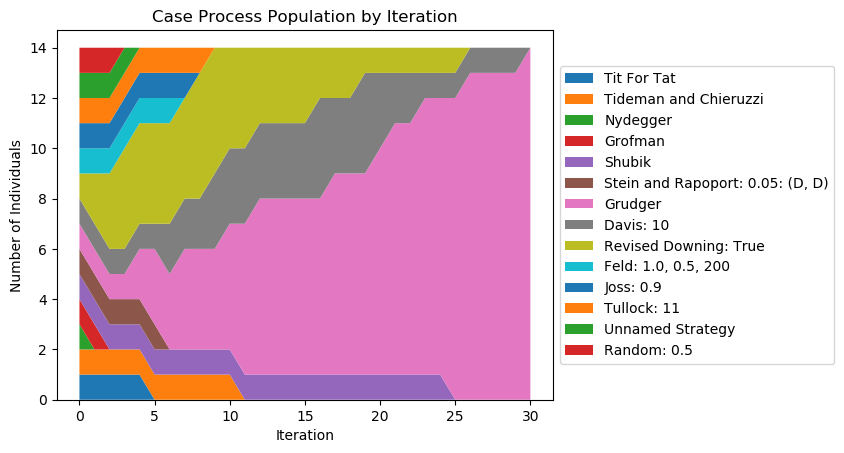 Case Process Population by Iteration
Number of Individuals
14
12
10
8
6
4
2
0
0 5 10 15 20 25 30
Iteration
Tit For Tat
Tideman and Chieruzzi
Nydegger
Grofman
Shubik
Stein and Rapoport: 0.05: (D, D)
Grudger
Davis: 10
Revised Downing: True
Feld: 1.0, 0.5, 200
Joss: 0.9
Tullock: 11
Unnamed Strategy
Random: 0.5